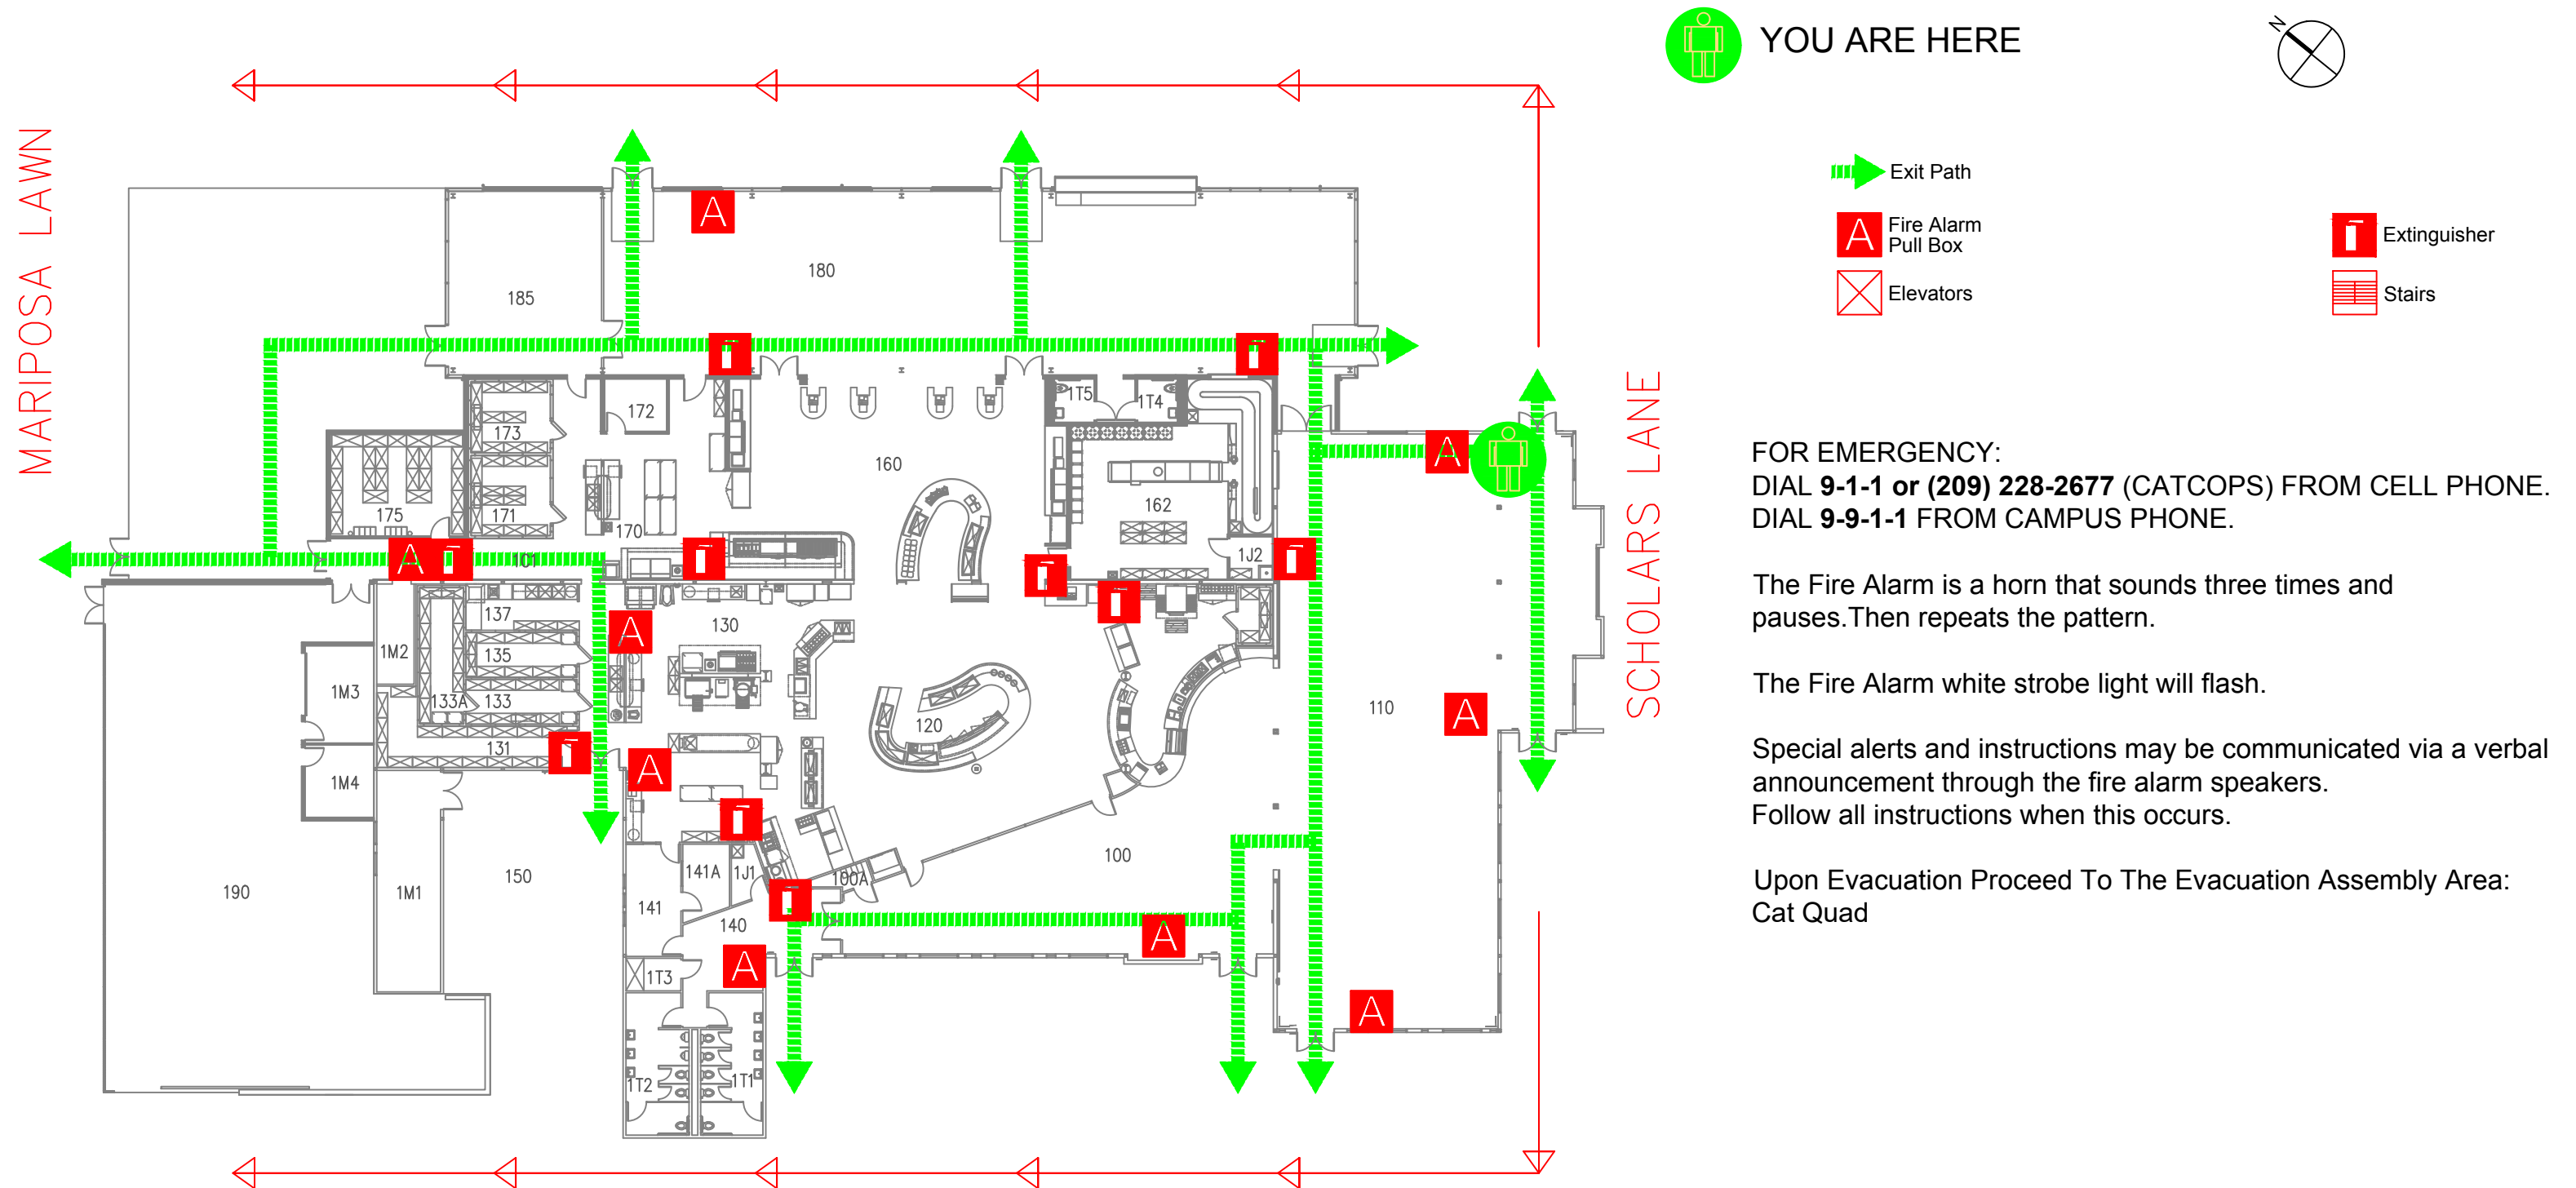 YOU ARE HERE
N
Exit Path
A
Fire Alarm
Pull Box
Extinguisher
Elevators
Stairs
MARIPOSA LAWN
SCHOLARS LANE
A
180
185
1T5
1T4
172
173
A
160
175
171
162
170
A
101
1J2
137
130
A
1M2
135
1M3
133A
133
110
A
120
131
A
1M4
100
141A
1J1
100A
190
1M1
150
141
140
A
A
1T3
A
1T2
1T1
FOR EMERGENCY:
DIAL 9-1-1 or (209) 228-2677 (CATCOPS) FROM CELL PHONE.
DIAL 9-9-1-1 FROM CAMPUS PHONE.
The Fire Alarm is a horn that sounds three times and
pauses.Then repeats the pattern.
The Fire Alarm white strobe light will flash.
Special alerts and instructions may be communicated via a verbal
announcement through the fire alarm speakers.
Follow all instructions when this occurs.
Upon Evacuation Proceed To The Evacuation Assembly Area:
Cat Quad